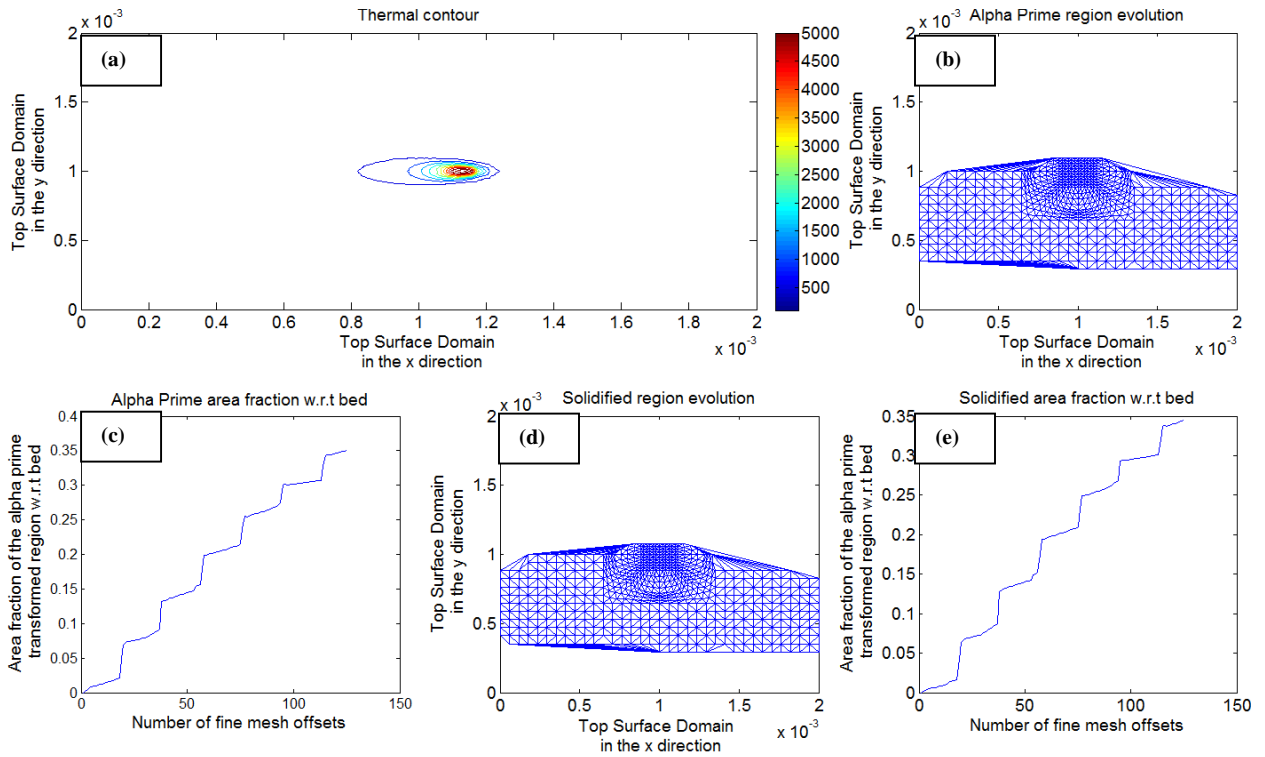 Thermal contour
x 10^-3
(a)
2
1.5
1
0.5
0
0 0.2 0.4 0.6 0.8 1 1.2 1.4 1.6 1.8 2
x 10^-3
Top Surface Domain
in the y direction
Top Surface Domain
in the x direction
5000
4500
4000
3500
3000
2500
2000
1500
1000
500
Alpha Prime region evolution
x 10^-3
(b)
2
1.5
1
0.5
0
0 0.5 1 1.5 2
x 10^-3
Top Surface Domain
in the y direction
Top Surface Domain
in the x direction
Alpha Prime area fraction w.r.t bed
(c)
0.4
0.35
0.3
0.25
0.2
0.15
0.1
0.05
0
0 50 100 150
Area fraction of the alpha prime
transformed region w.r.t bed
Number of fine mesh offsets
Solidified region evolution
x 10^-3
(d)
2
1.5
1
0.5
0
0 0.5 1 1.5 2
x 10^-3
Top Surface Domain
in the y direction
Top Surface Domain
in the x direction
Solidified area fraction w.r.t bed
(e)
0.35
0.3
0.25
0.2
0.15
0.1
0.05
0
0 50 100 150
Area fraction of the alpha prime
transformed region w.r.t bed
Number of fine mesh offsets